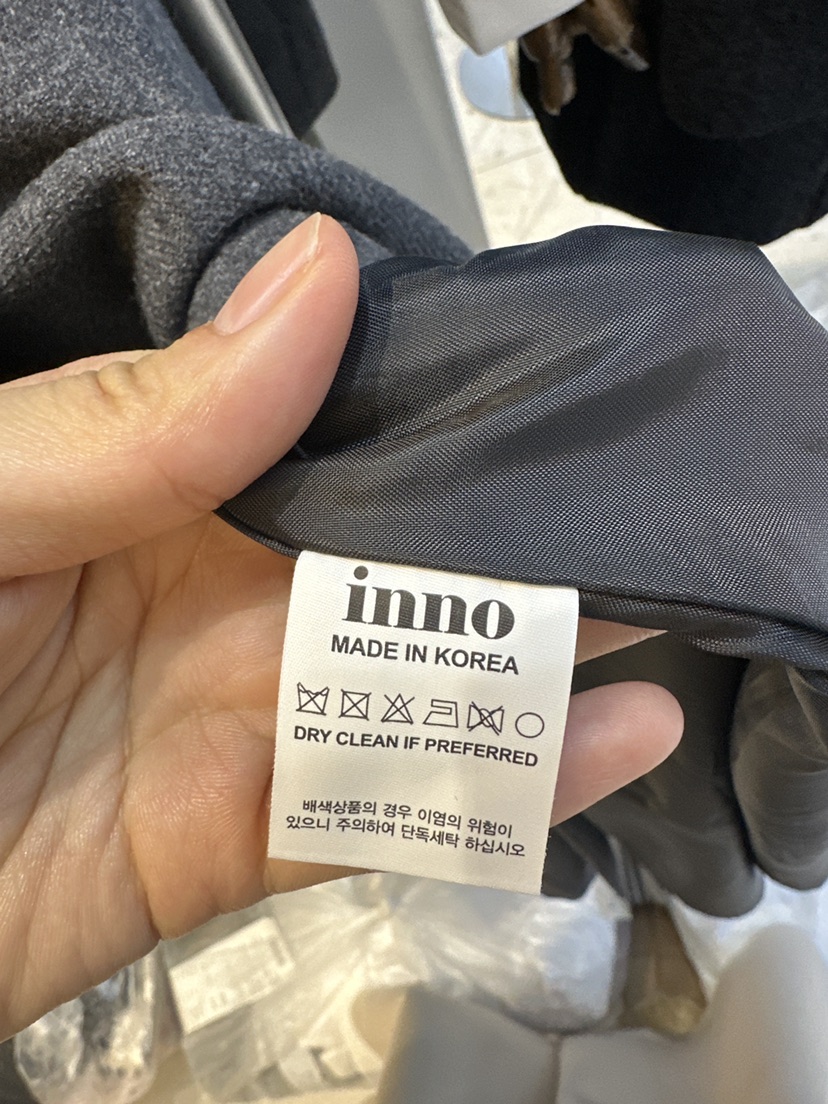 inno
MADE IN KOREA
DRY CLEAN IF PREFERRED
배색상품의 경우 이염의 위험이
있으니 주의하여 단독세탁 하십시오